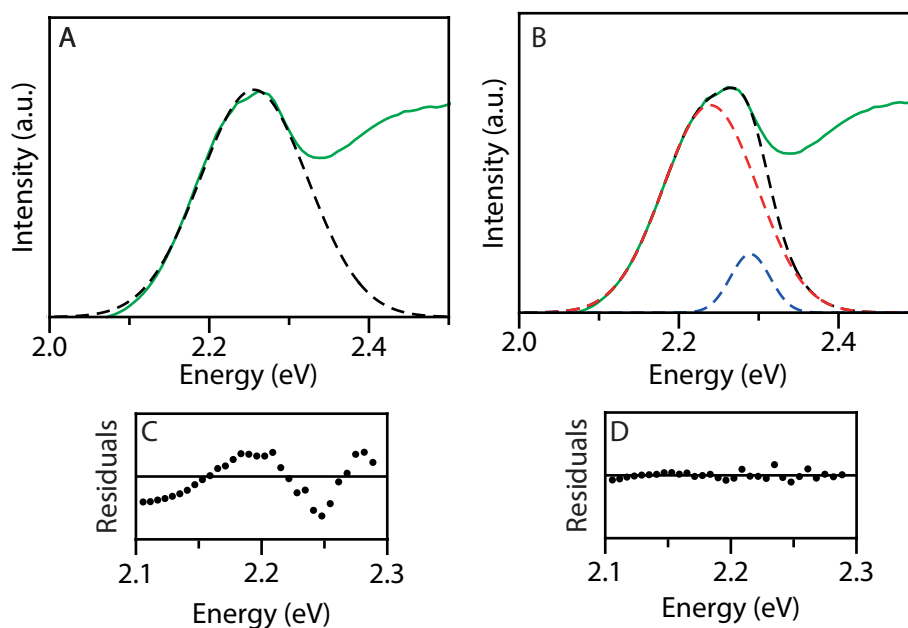 A
Intensity (a.u.)
2.0
2.2
2.4
Energy (eV)
B
Intensity (a.u.)
2.0
2.2
2.4
Energy (eV)
C
Residuals
2.1
2.2
2.3
Energy (eV)
D
Residuals
2.1
2.2
2.3
Energy (eV)